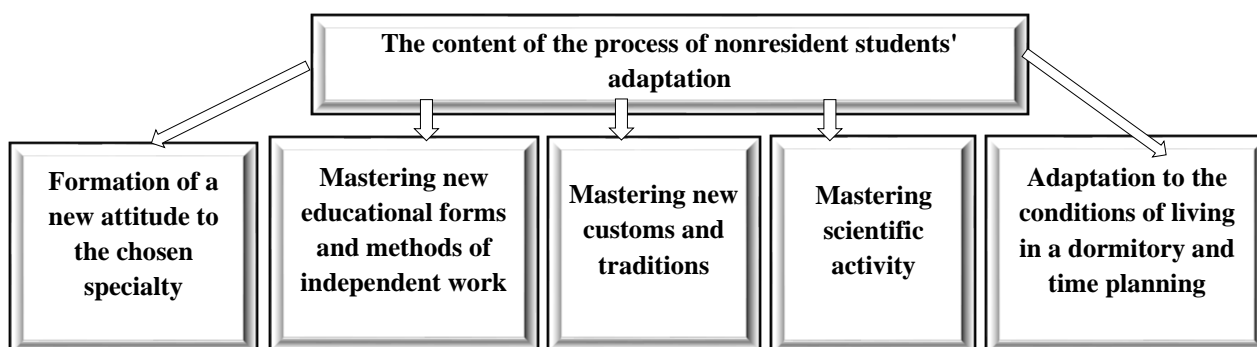 The content of the process of nonresident students'
adaptation
Formation of a
new attitude to
the chosen
specialty
Mastering new
educational forms
and methods of
independent work
Mastering new
customs and
traditions
Mastering
scientific
activity
Adaptation to the
conditions of living
in a dormitory and
time planning